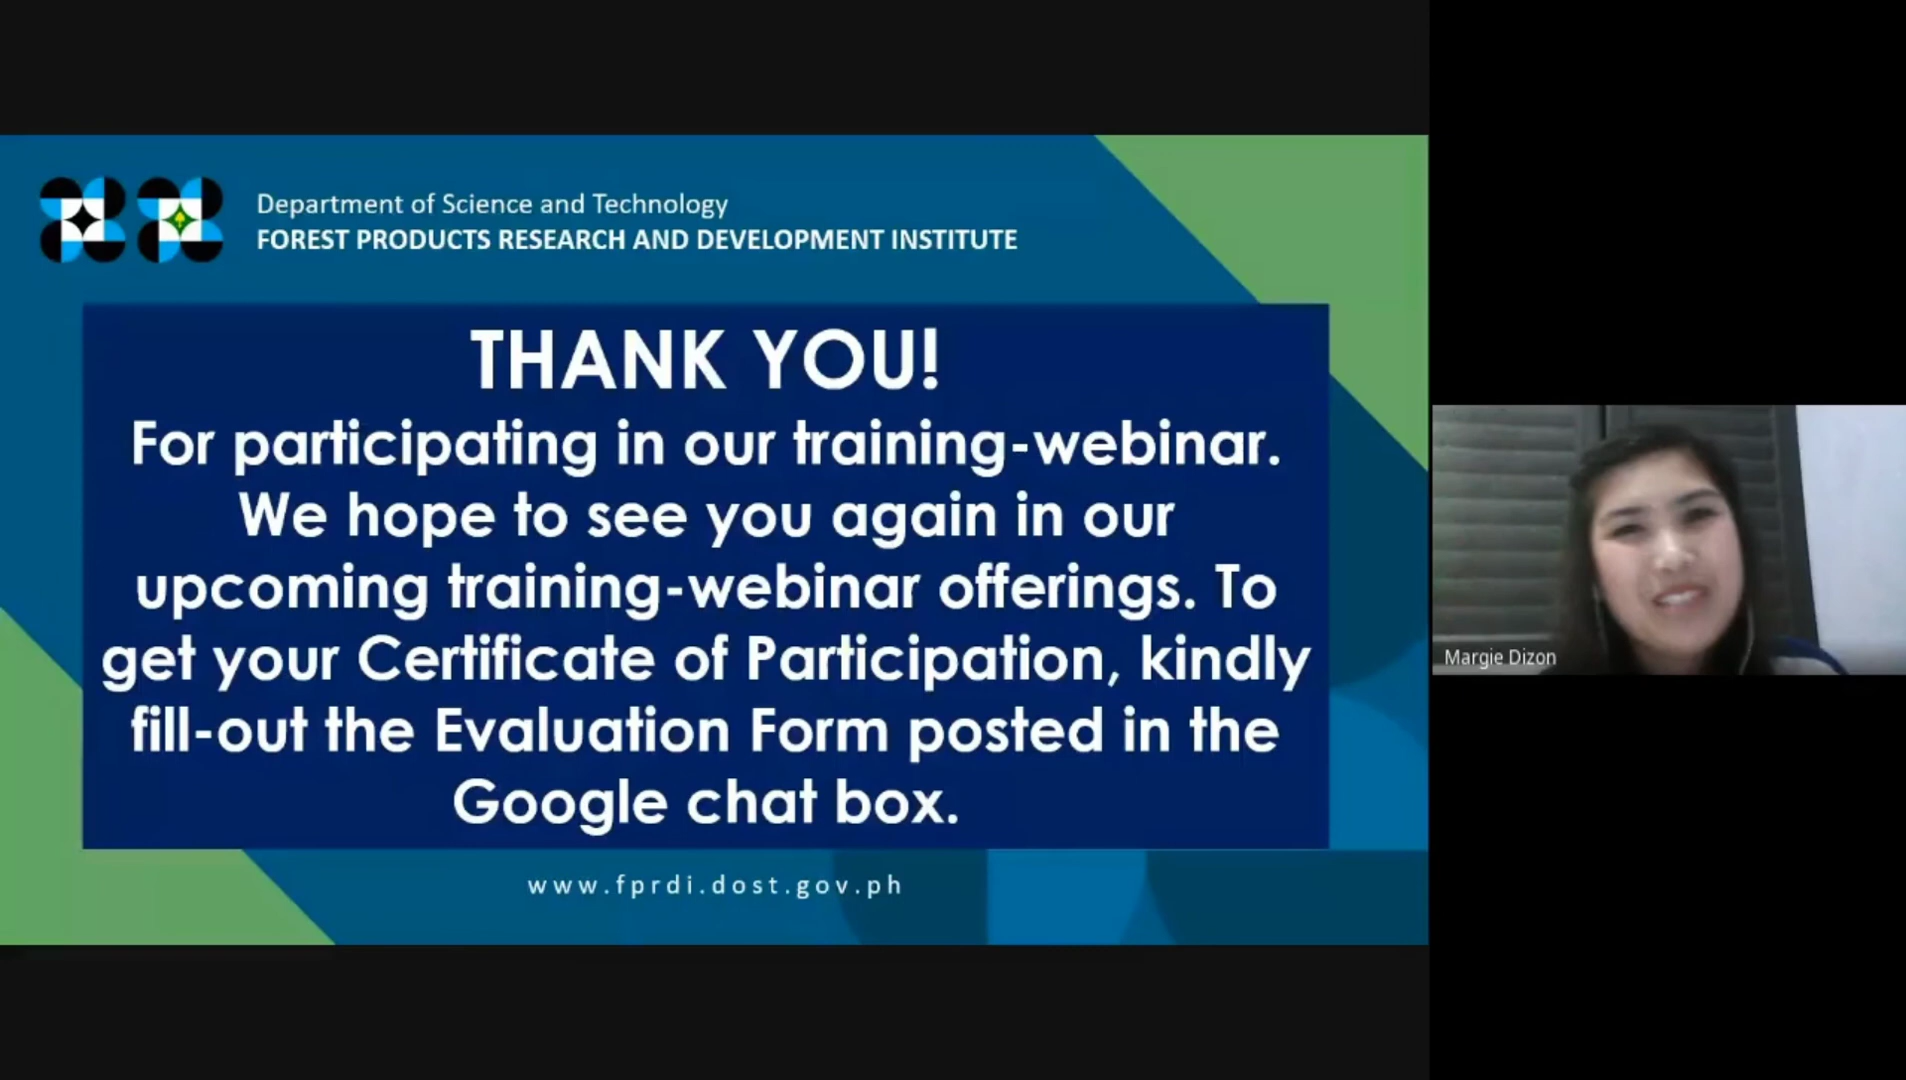 Department of Science and Technology
FOREST PRODUCTS RESEARCH AND DEVELOPMENT INSTITUTE
THANK YOU!
For participating in our training-webinar.
We hope to see you again in our
upcoming training-webinar offerings. To
get your Certificate of Participation, kindly
fill-out the Evaluation Form posted in the
Google chat box.
www.fprdi.dost.gov.ph
Margie Dizon